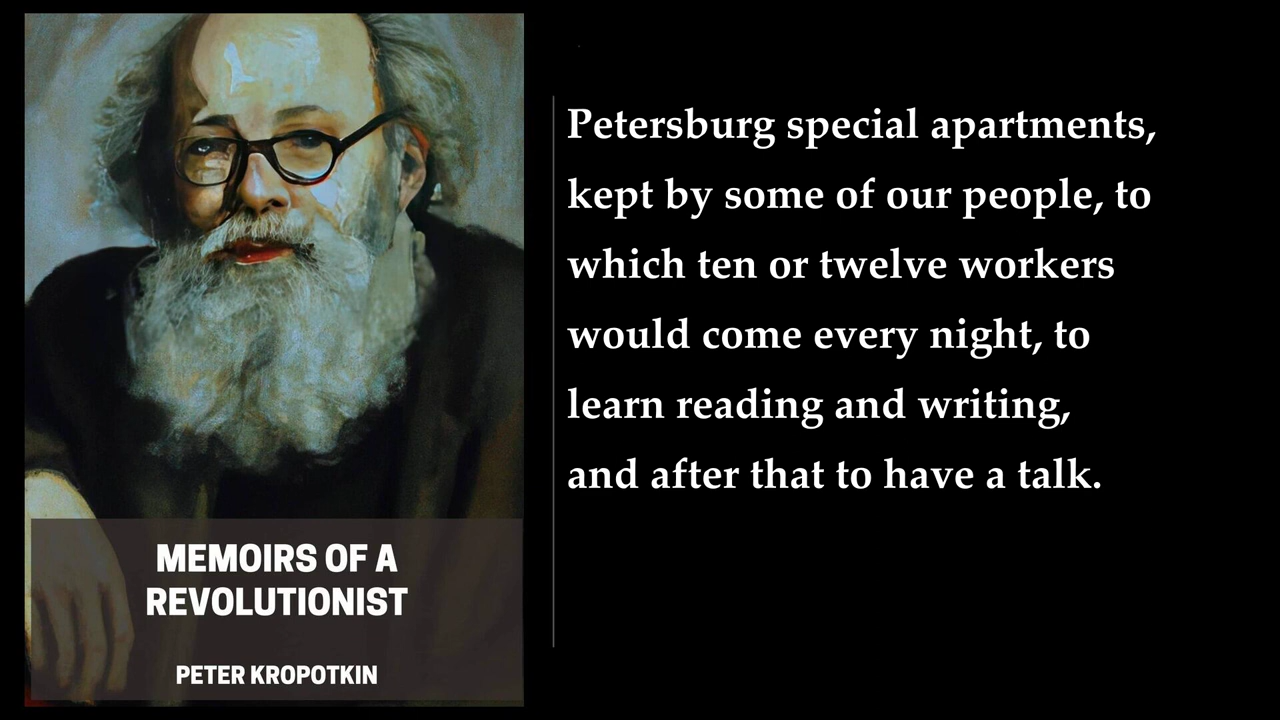 MEMOIRS OF A
REVOLUTIONIST
PETER KROPOTKIN
Petersburg special apartments,
kept by some of our people, to
which ten or twelve workers
would come every night, to
learn reading and writing,
and after that to have a talk.